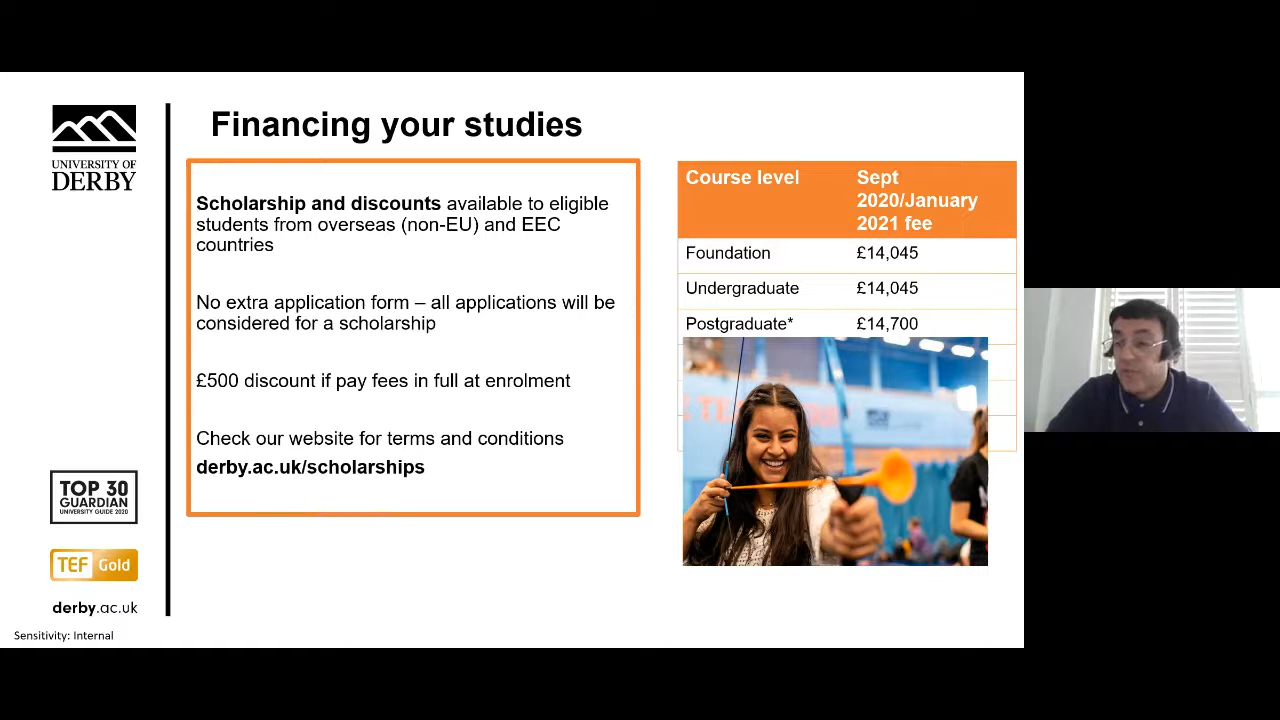 UNIVERSITY OF
DERBY
Financing your studies
Scholarship and discounts available to eligible
students from overseas (non-EU) and EEC
countries
No extra application form – all applications will be
considered for a scholarship
£500 discount if pay fees in full at enrolment
Check our website for terms and conditions
derby.ac.uk/scholarships
Course level Sept
2020/January
2021 fee
Foundation £14,045
Undergraduate £14,045
Postgraduate* £14,700
TOP 30
GUARDIAN
UNIVERSITY GUIDE 2020
TEF Gold
derby.ac.uk
Sensitivity: Internal